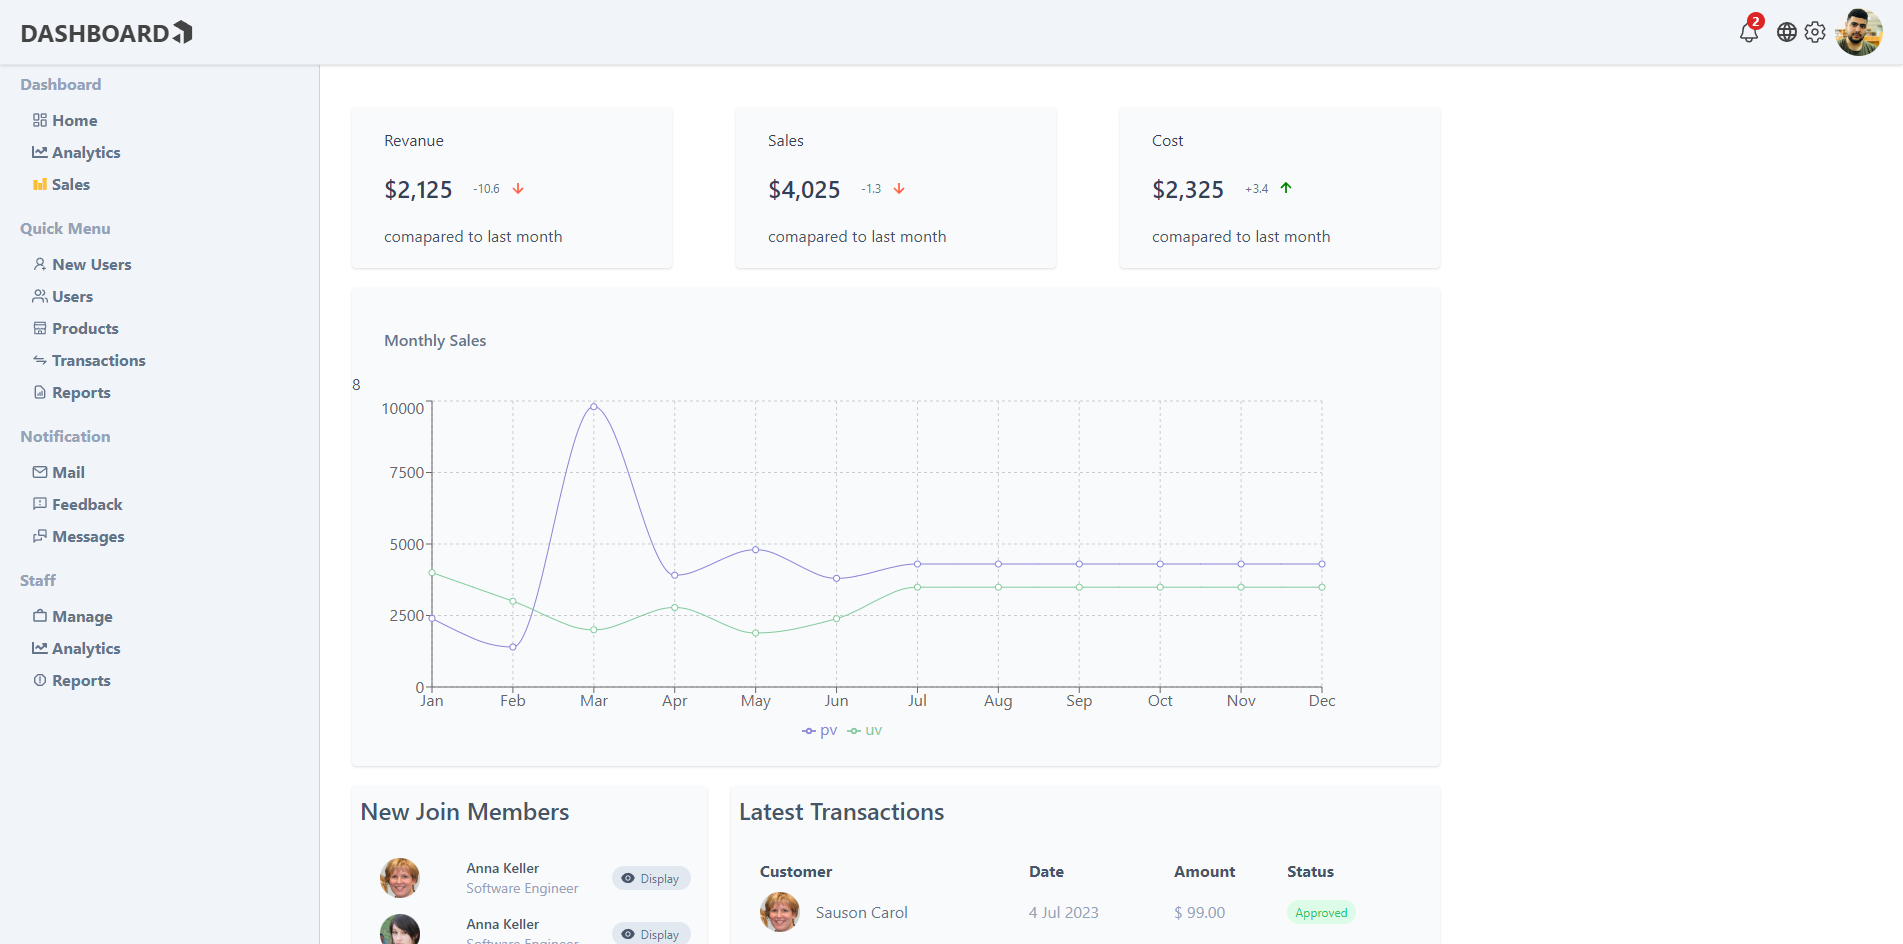 DASHBOARD
2
Dashboard
Home
Analytics
Sales
Quick Menu
New Users
Users
Products
Transactions
Reports
Notification
Mail
Feedback
Messages
Staff
Manage
Analytics
Reports
Revanue
$2,125 -10.6
comapared to last month
Sales
$4,025 -1.3
comapared to last month
Cost
$2,325 +3.4
comapared to last month
Monthly Sales
8
10000
7500
5000
2500
0
Jan Feb Mar Apr May Jun Jul Aug Sep Oct Nov Dec
pv uv
New Join Members
Anna Keller
Software Engineer
Display
Anna Keller
Software Engineer
Display
Latest Transactions
Customer Date Amount Status
Sauson Carol 4 Jul 2023 $ 99.00 Approved